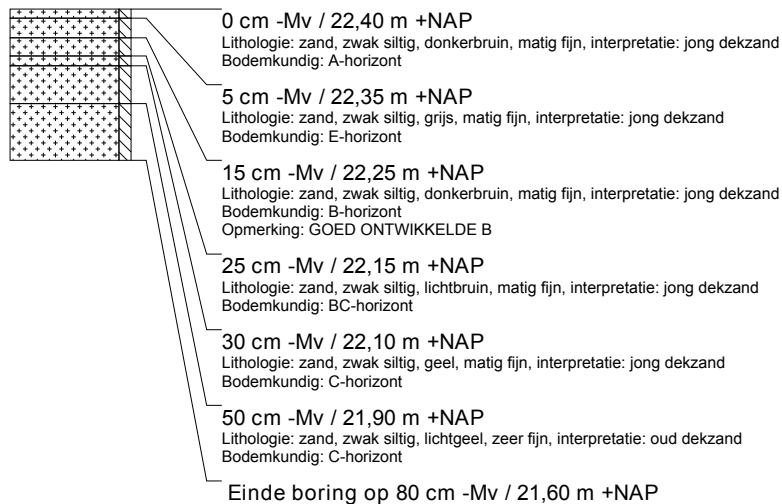 0 cm -Mv / 22,40 m +NAP
Lithologie: zand, zwak siltig, donkerbruin, matig fijn, interpretatie: jong dekzand
Bodemkundig: A-horizont
5 cm -Mv / 22,35 m +NAP
Lithologie: zand, zwak siltig, grijs, matig fijn, interpretatie: jong dekzand
Bodemkundig: E-horizont
15 cm -Mv / 22,25 m +NAP
Lithologie: zand, zwak siltig, donkerbruin, matig fijn, interpretatie: jong dekzand
Bodemkundig: B-horizont
Opmerking: GOED ONTWIKKELDE B
25 cm -Mv / 22,15 m +NAP
Lithologie: zand, zwak siltig, lichtbruin, matig fijn, interpretatie: jong dekzand
Bodemkundig: BC-horizont
30 cm -Mv / 22,10 m +NAP
Lithologie: zand, zwak siltig, geel, matig fijn, interpretatie: jong dekzand
Bodemkundig: C-horizont
50 cm -Mv / 21,90 m +NAP
Lithologie: zand, zwak siltig, lichtgeel, zeer fijn, interpretatie: oud dekzand
Bodemkundig: C-horizont
Einde boring op 80 cm -Mv / 21,60 m +NAP